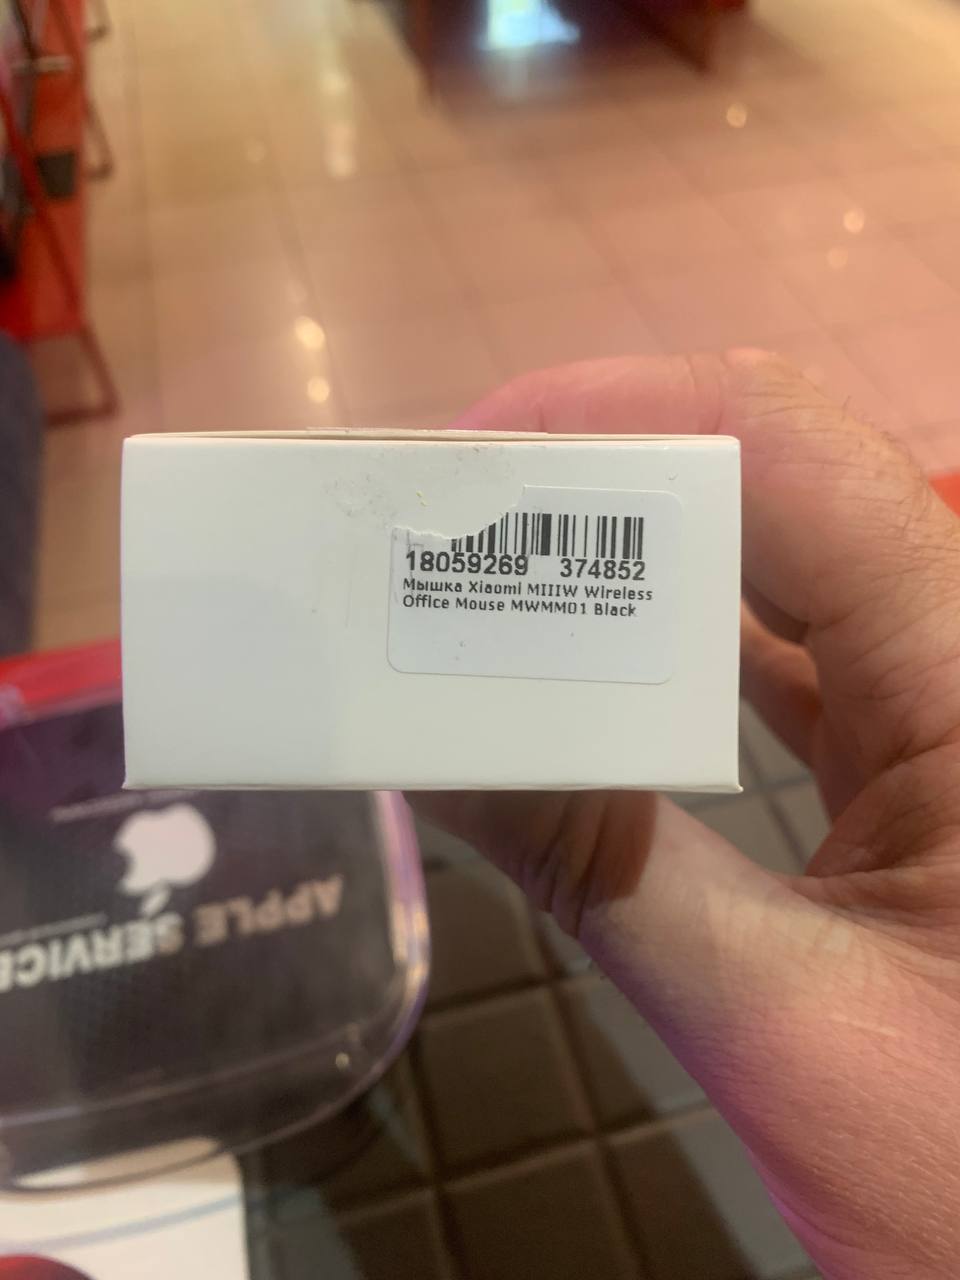 18059269 374852
Мышка Xiaomi MIIIW Wireless
Office Mouse MWMM01 Black
APPLE SERVICE